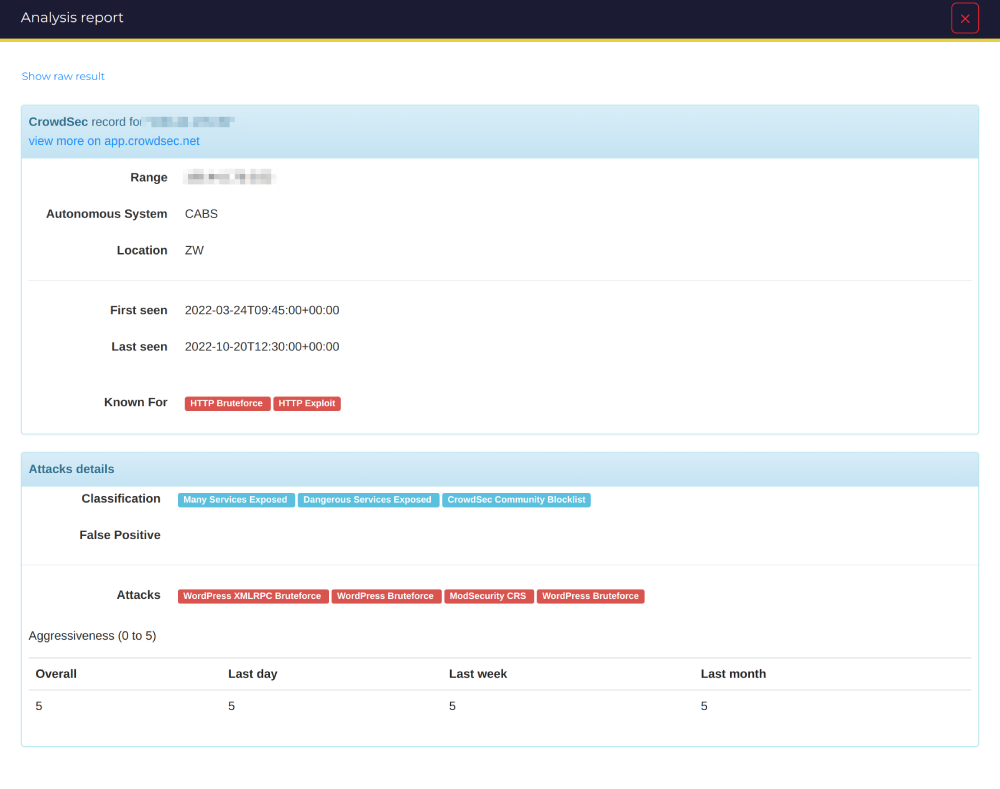 Analysis report
Show raw result
CrowdSec record for
view more on app.crowdsec.net
Range
Autonomous System CABS
Location ZW
First seen 2022-03-24T09:45:00+00:00
Last seen 2022-10-20T12:30:00+00:00
Known For HTTP Bruteforce HTTP Exploit
Attacks details
Classification Many Services Exposed Dangerous Services Exposed CrowdSec Community Blocklist
False Positive
Attacks WordPress XMLRPC Bruteforce WordPress Bruteforce ModSecurity CRS WordPress Bruteforce
Aggressiveness (0 to 5)
Overall Last day Last week Last month
5 5 5 5